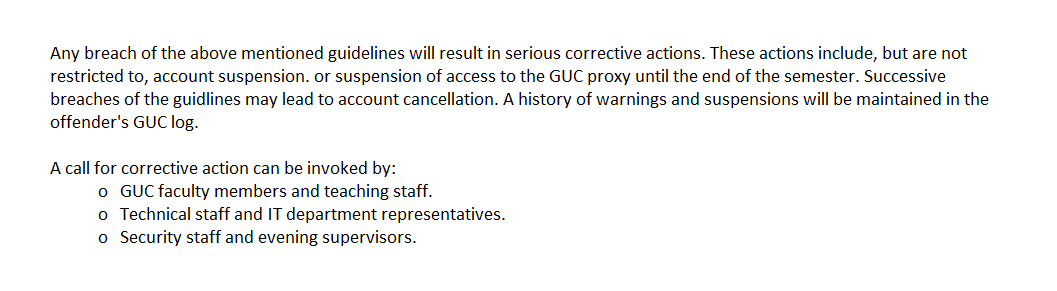 Any breach of the above mentioned guidelines will result in serious corrective actions. These actions include, but are not
restricted to, account suspension. or suspension of access to the GUC proxy until the end of the semester. Successive
breaches of the guidlines may lead to account cancellation. A history of warnings and suspensions will be maintained in the
offender's GUC log.
A call for corrective action can be invoked by:
o GUC faculty members and teaching staff.
o Technical staff and IT department representatives.
o Security staff and evening supervisors.